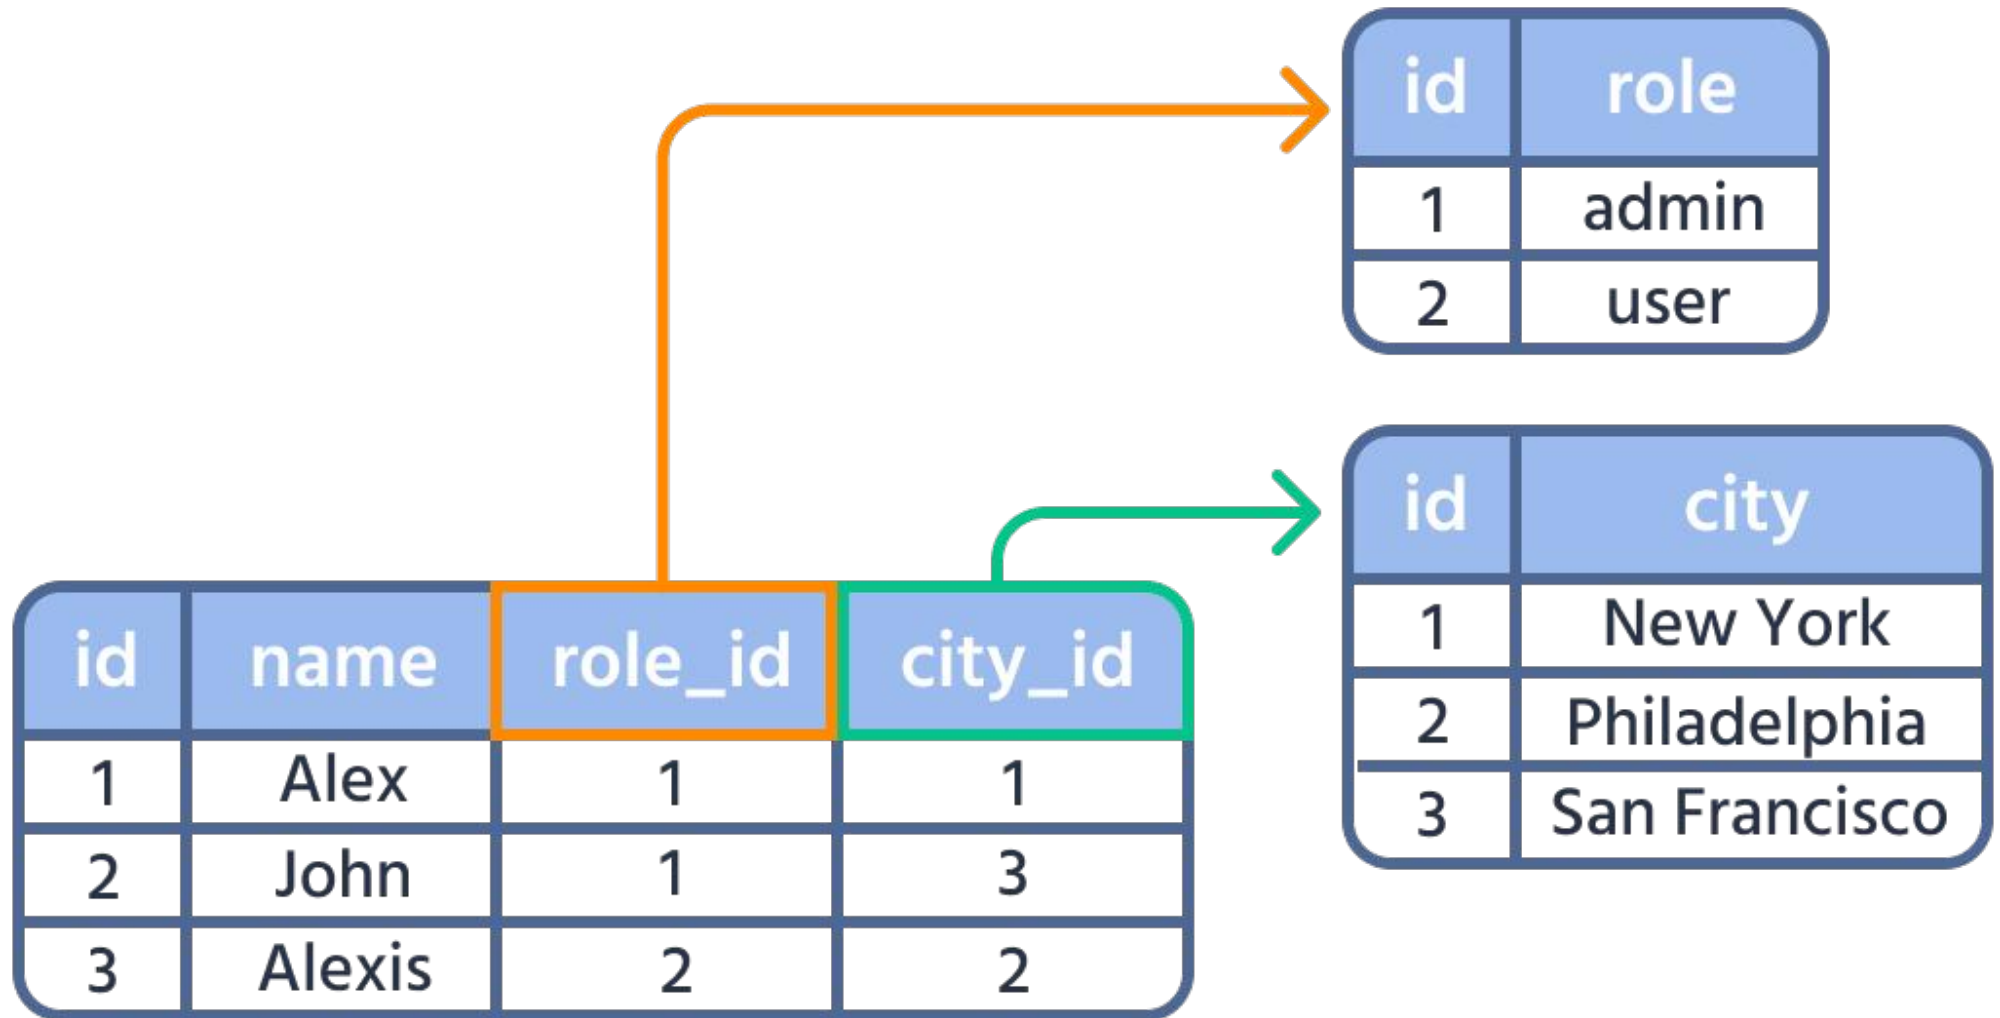 id role
1 admin
2 user
id city
1 New York
2 Philadelphia
3 San Francisco
id name role_id city_id
1 Alex 1 1
2 John 1 3
3 Alexis 2 2